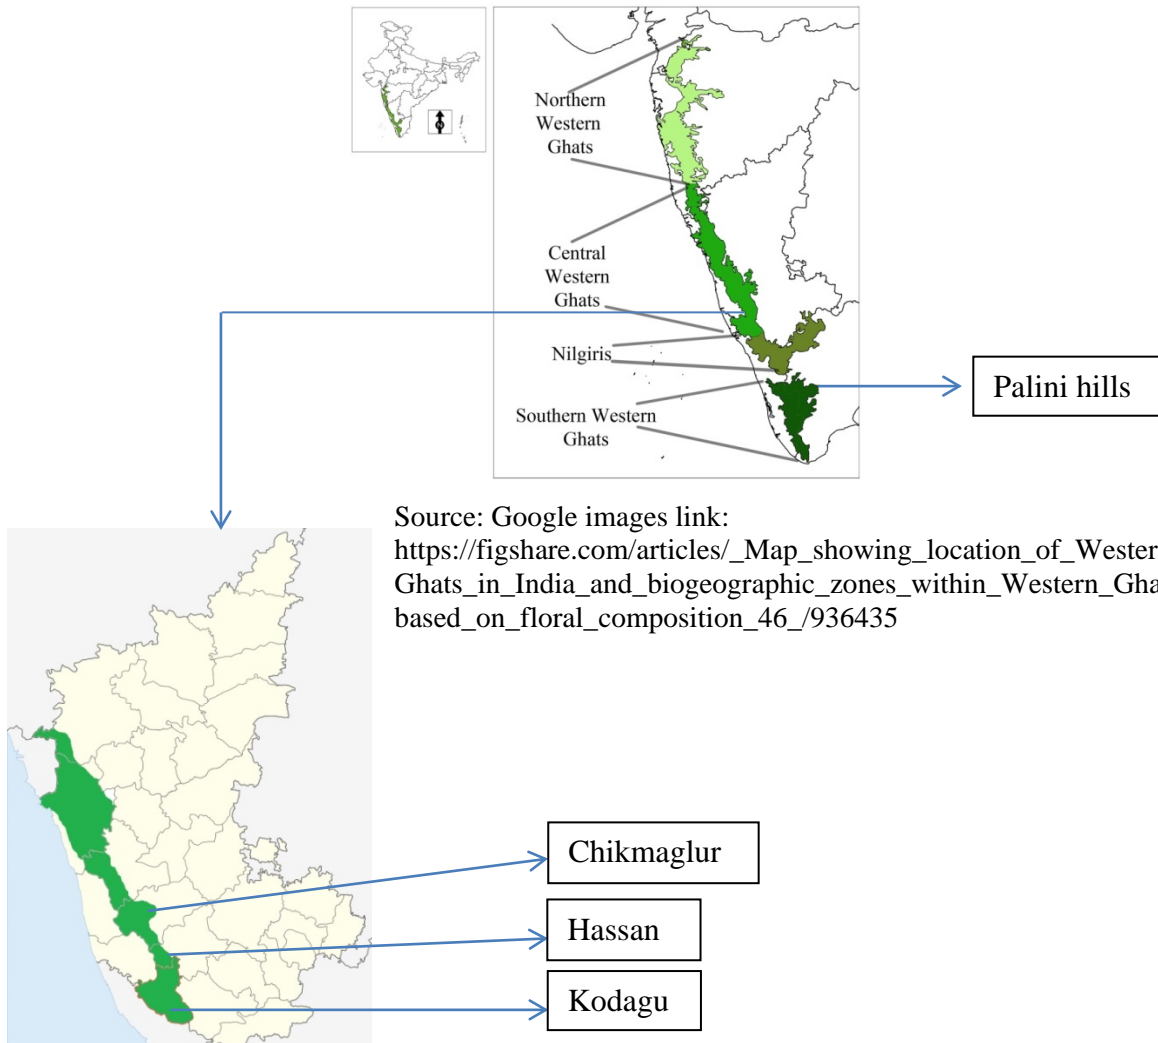 Northern
Western
Ghats
Central
Western
Ghats
Nilgiris
Southern Western
Ghats
Palini hills
Source: Google images link:
https://figshare.com/articles/_Map_showing_location_of_Wester
Ghats_in_India_and_biogeographic_zones_within_Western_Gha
based_on_floral_composition_46_/936435
Chikmaglur
Hassan
Kodagu